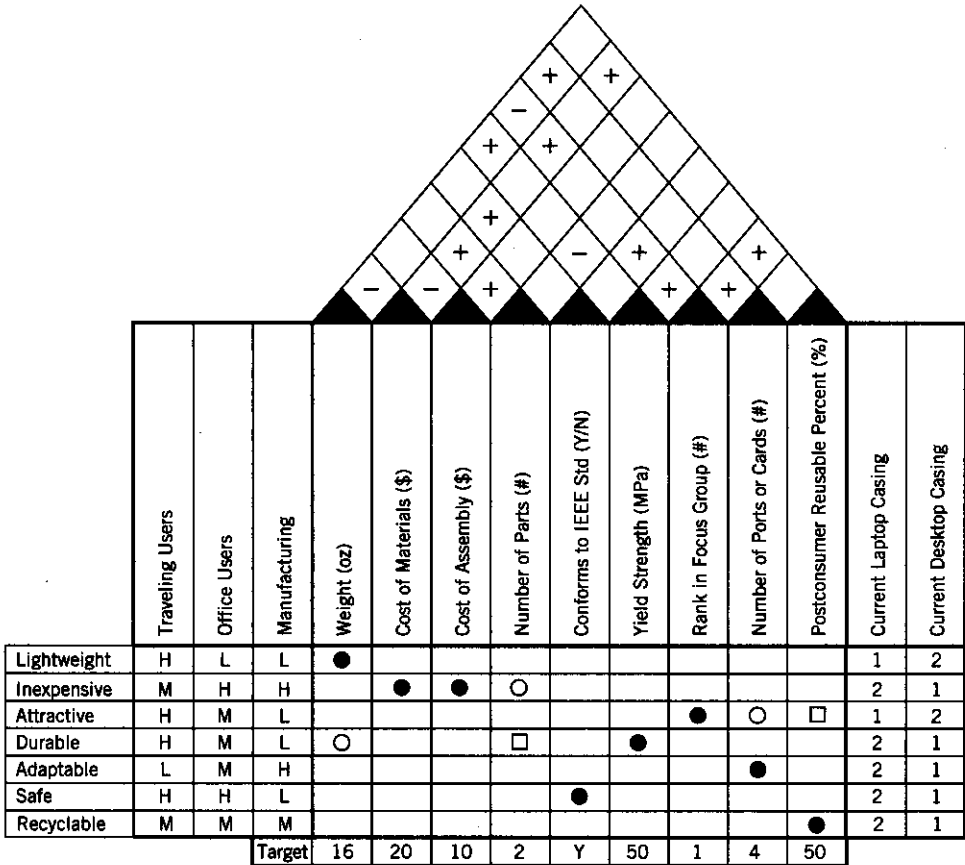 + +
−
+ +
+
+ − + +
− − + + +
Traveling Users
Office Users
Manufacturing
Weight (oz)
Cost of Materials ($)
Cost of Assembly ($)
Number of Parts (#)
Conforms to IEEE Std (Y/N)
Yield Strength (MPa)
Rank in Focus Group (#)
Number of Ports or Cards (#)
Postconsumer Reusable Percent (%)
Current Laptop Casing
Current Desktop Casing
Lightweight H L L ● 1 2
Inexpensive M H H ● ● ○ 2 1
Attractive H M L ● ○ □ 1 2
Durable H M L ○ □ ● 2 1
Adaptable L M H ● 2 1
Safe H H L ● 2 1
Recyclable M M M ● 2 1
Target 16 20 10 2 Y 50 1 4 50